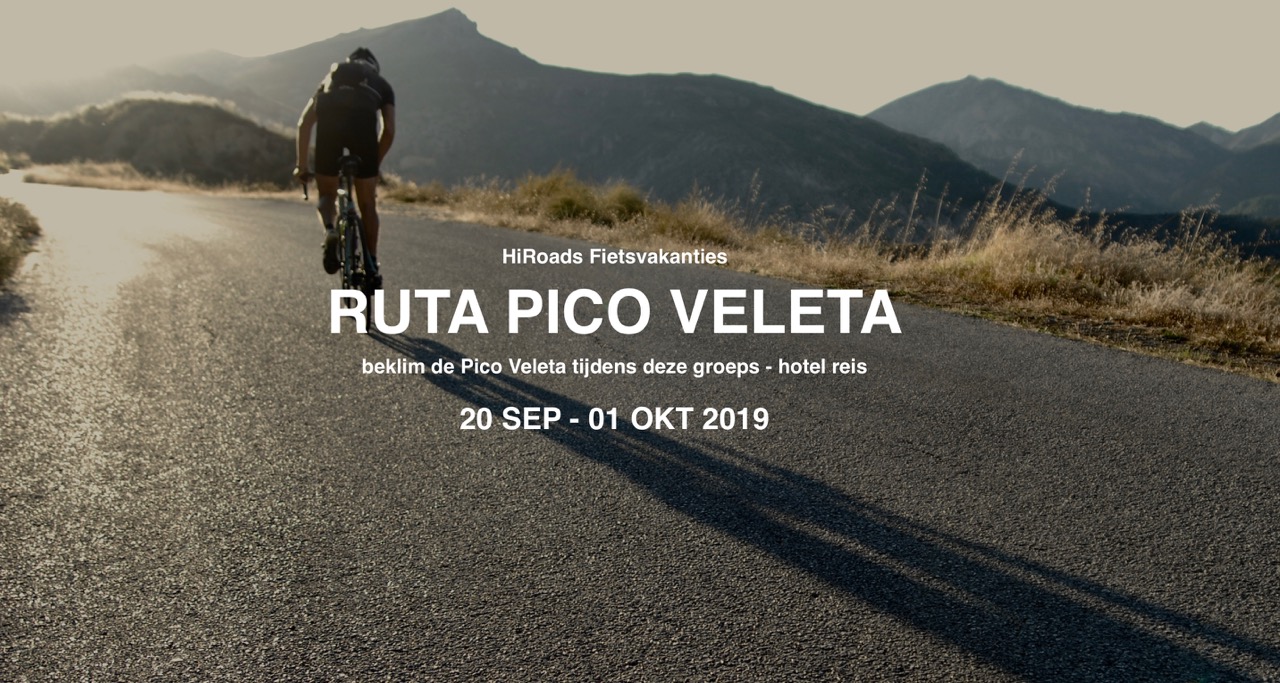 HiRoads Fietsvakanties
RUTA PICO VELETA
beklim de Pico Veleta tijdens deze groeps - hotel reis
20 SEP - 01 OKT 2019